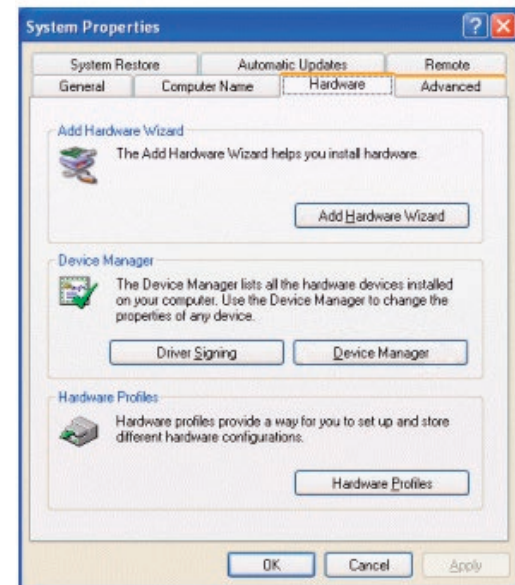 System Properties
System Restore Automatic Updates Remote
General Computer Name Hardware Advanced
Add Hardware Wizard
The Add Hardware Wizard helps you install hardware.
Add Hardware Wizard
Device Manager
The Device Manager lists all the hardware devices installed
on your computer. Use the Device Manager to change the
properties of any device.
Driver Signing Device Manager
Hardware Profiles
Hardware profiles provide a way for you to set up and store
different hardware configurations.
Hardware Profiles
OK Cancel Apply